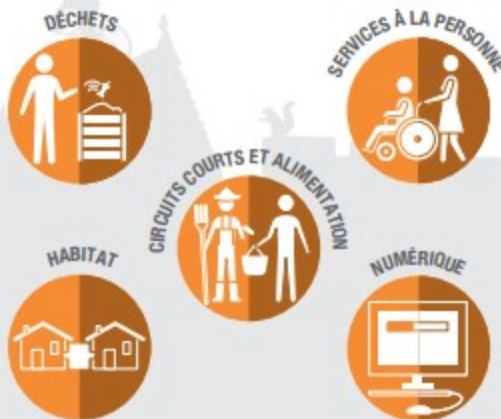 DÉCHETS
SERVICES À LA PERSONNE
CIRCUITS COURTS ET ALIMENTATION
HABITAT
NUMÉRIQUE